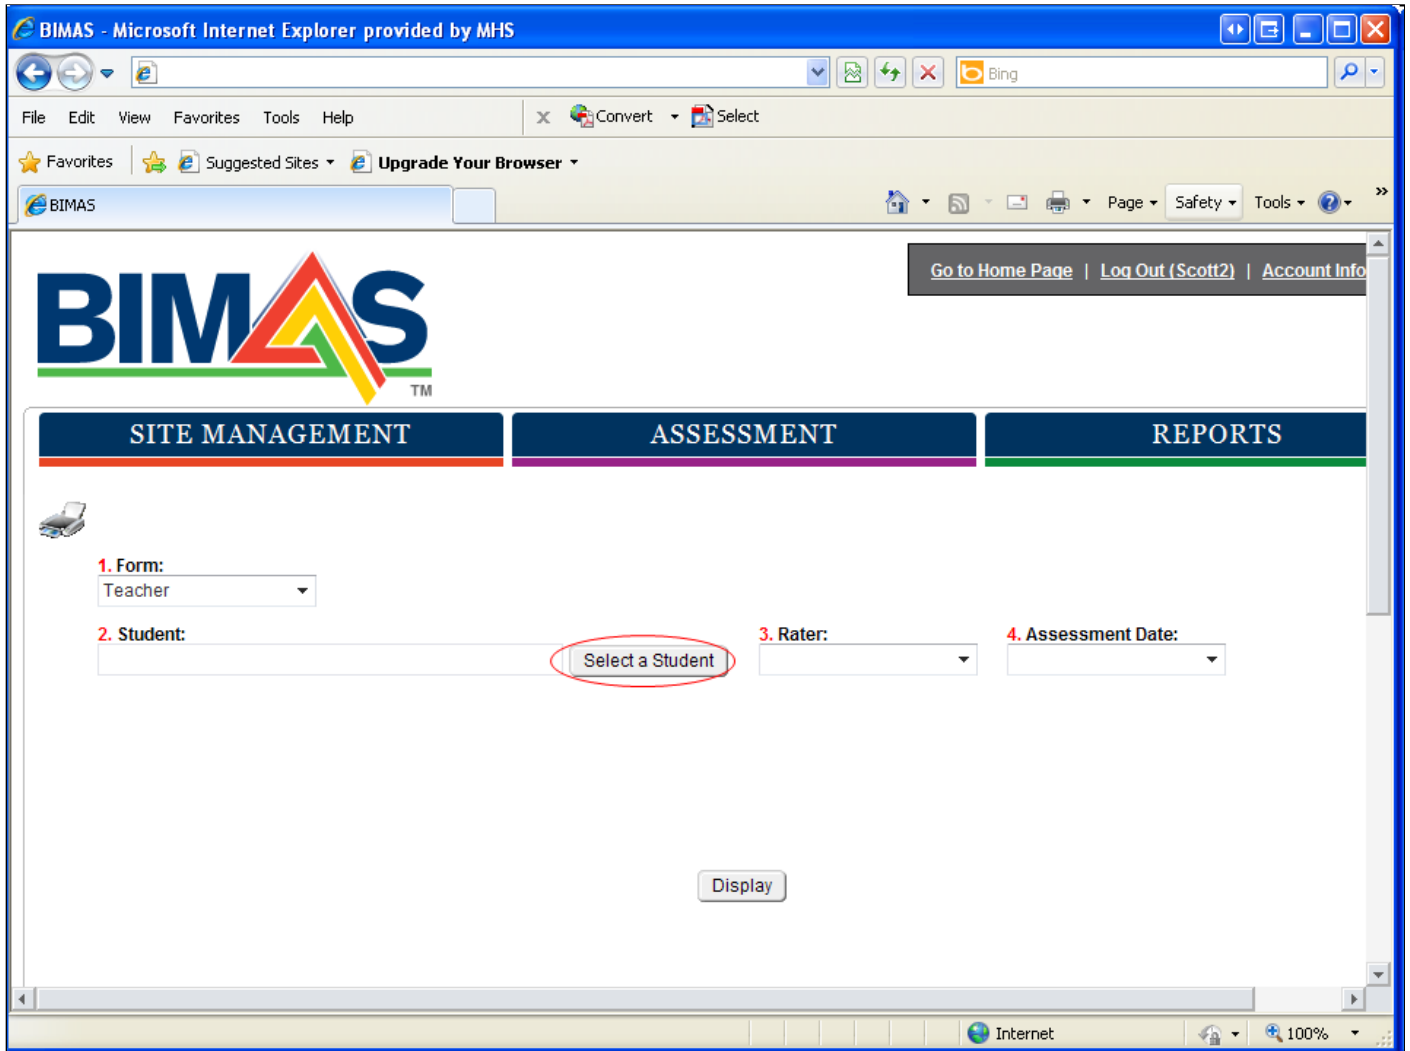 BIMAS - Microsoft Internet Explorer provided by MHS
Bing
File Edit View Favorites Tools Help x Convert Select
Favorites Suggested Sites Upgrade Your Browser
BIMAS Page Safety Tools »
Go to Home Page | Log Out (Scott2) | Account Info
BIMAS
TM
SITE MANAGEMENT ASSESSMENT REPORTS
1. Form:
Teacher
2. Student: 3. Rater: 4. Assessment Date:
Select a Student
Display
Internet 100%